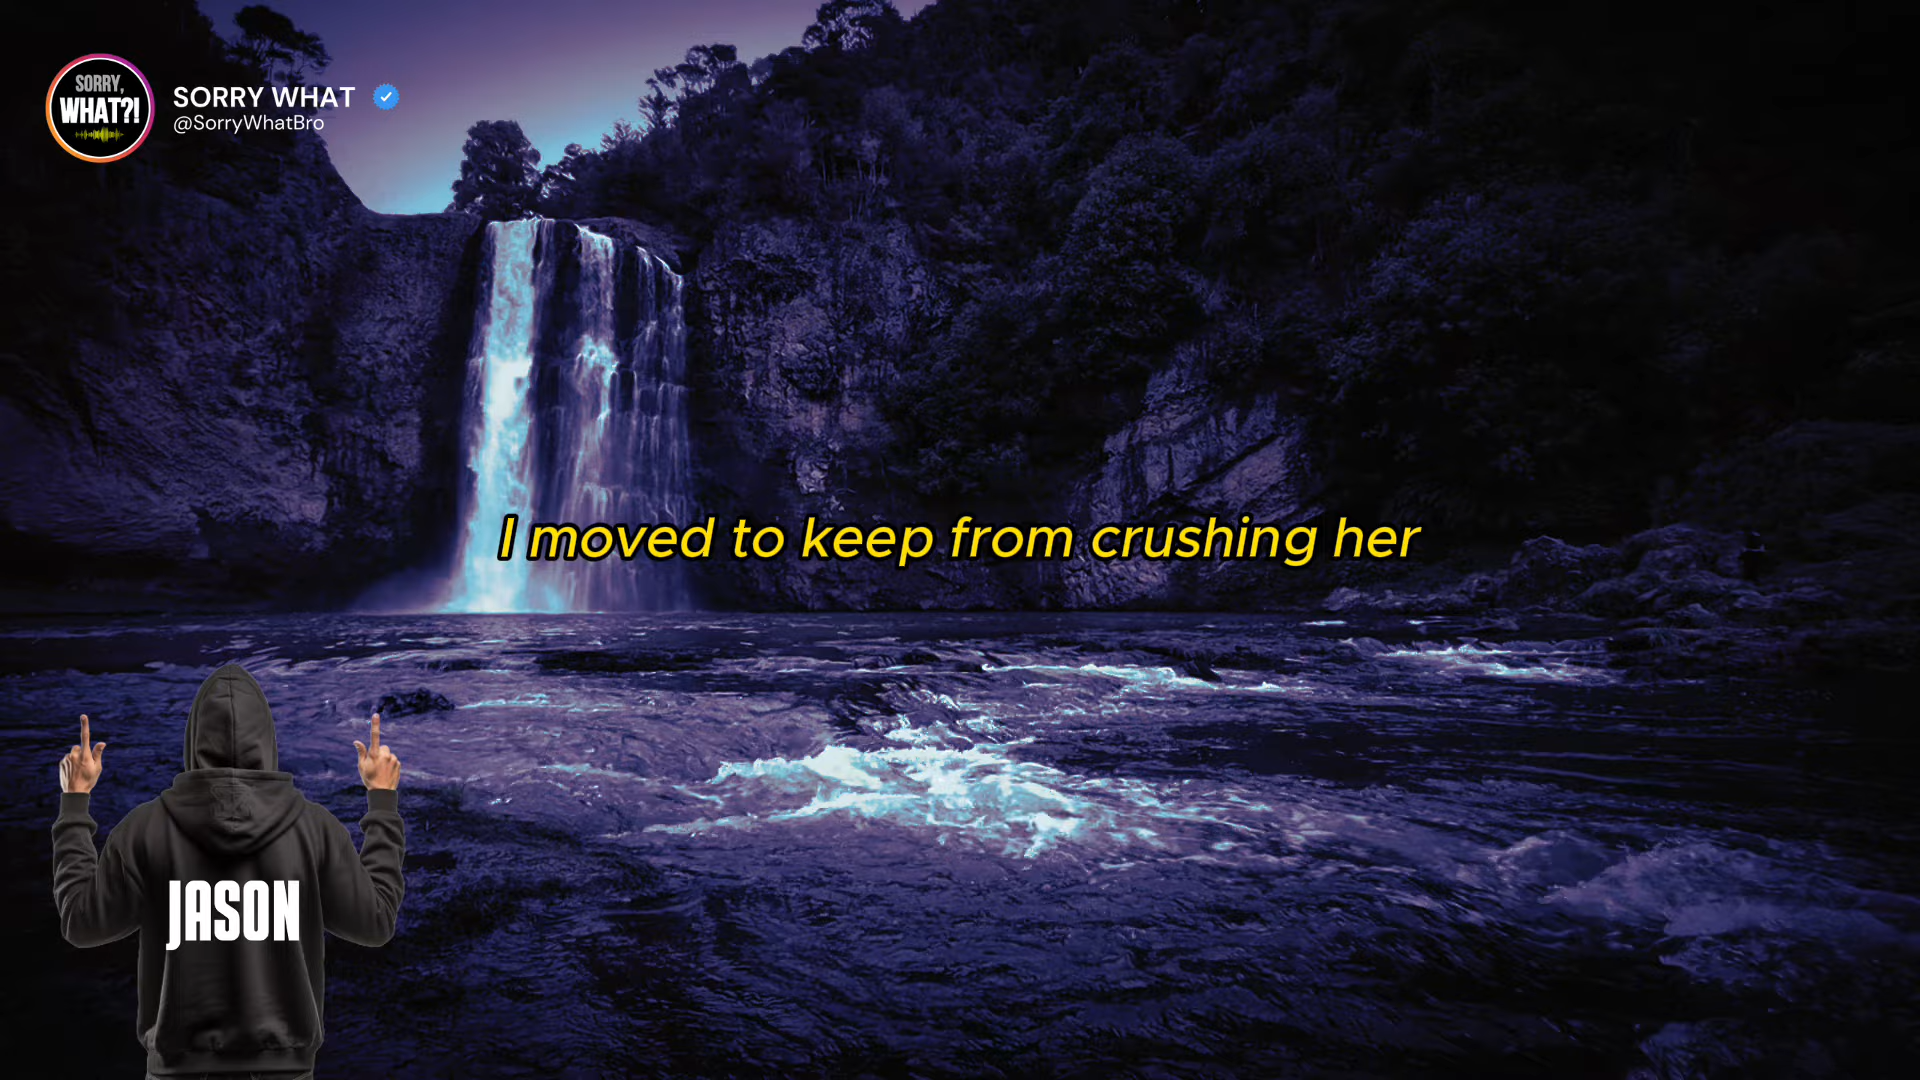 SORRY,
WHAT?!
SORRY WHAT
@SorryWhatBro
I moved to keep from crushing her
JASON